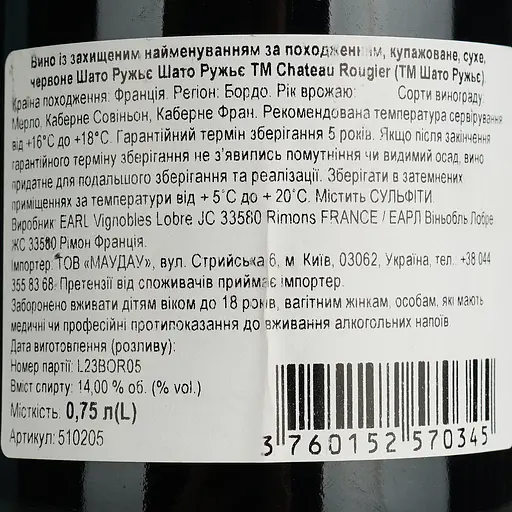 Вино із захищеним найменуванням за походженням, купажоване, сухе,
червоне Шато Ружьє Шато Ружьє ТМ Chateau Rougier (ТМ Шато Ружьє).
Країна походження: Франція. Регіон: Бордо. Рік врожаю: Сорти винограду:
Мерло, Каберне Совіньон, Каберне Фран. Рекомендована температура сервірування
від +16°С до +18°С. Гарантійний термін зберігання 5 років. Якщо після закінчення
гарантійного терміну зберігання не з'явились помутніння чи видимий осад, вино
придатне для подальшого зберігання та реалізації. Зберігати в затемнених
приміщеннях за температури від + 5°С до + 20°С. Містить СУЛЬФІТИ.
Виробник: EARL Vignobles Lobre JC 33580 Rimons FRANCE / ЕАРЛ Віньобль Лобре
ЖС 33580 Рімон Франція.
Імпортер: ТОВ «МАУДАУ», вул. Стрийська 6, м. Київ, 03062, Україна, тел.: +38 044
355 83 68. Претензії від споживачів приймає імпортер.
Заборонено вживати дітям віком до 18 років, вагітним жінкам, особам, які мають
медичні чи професійні протипоказання до вживання алкогольних напоїв.
Дата виготовлення (розливу):
Номер партії: L23BOR05
Вміст спирту: 14,00 % об. (% vol.)
Місткість: 0,75 л(L)
Артикул: 510205
3 760152 570345